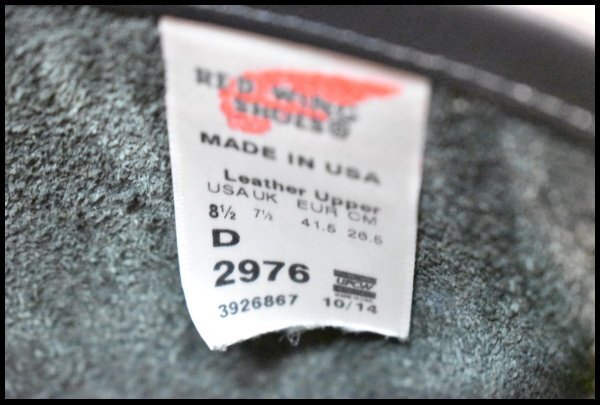 RED WING
SHOES®
MADE IN USA
Leather Upper
USA UK EUR CM
8½ 7½ 41.5 26.5
D
2976
UFCW
3926867 10/14